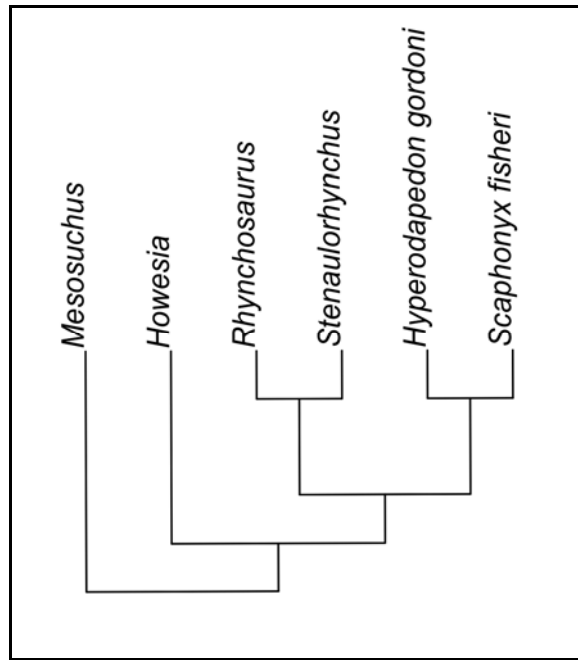 Mesosuchus
Howesia
Rhynchosaurus
Stenaulorhynchus
Hyperodapedon gordoni
Scaphonyx fisheri